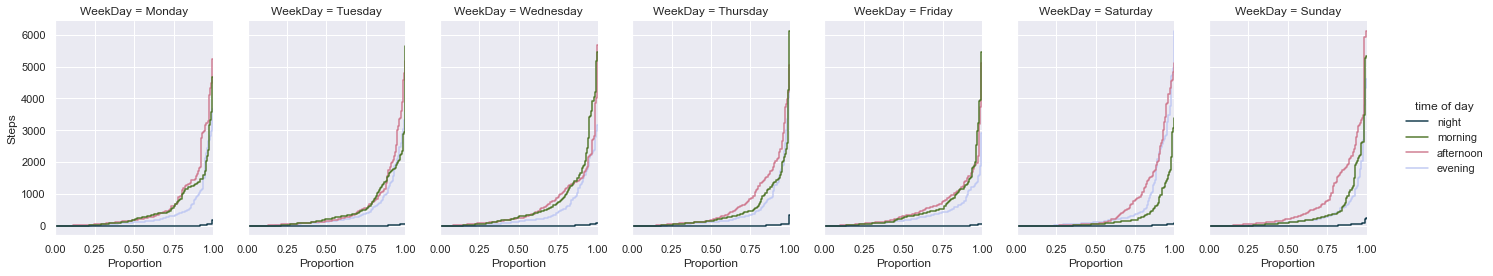 WeekDay = Monday
WeekDay = Tuesday
WeekDay = Wednesday
WeekDay = Thursday
WeekDay = Friday
WeekDay = Saturday
WeekDay = Sunday
6000
5000
4000
3000
2000
1000
0
Steps
0.00 0.25 0.50 0.75 1.00
0.00 0.25 0.50 0.75 1.00
0.00 0.25 0.50 0.75 1.00
0.00 0.25 0.50 0.75 1.00
0.00 0.25 0.50 0.75 1.00
0.00 0.25 0.50 0.75 1.00
0.00 0.25 0.50 0.75 1.00
Proportion
Proportion
Proportion
Proportion
Proportion
Proportion
Proportion
time of day
night
morning
afternoon
evening